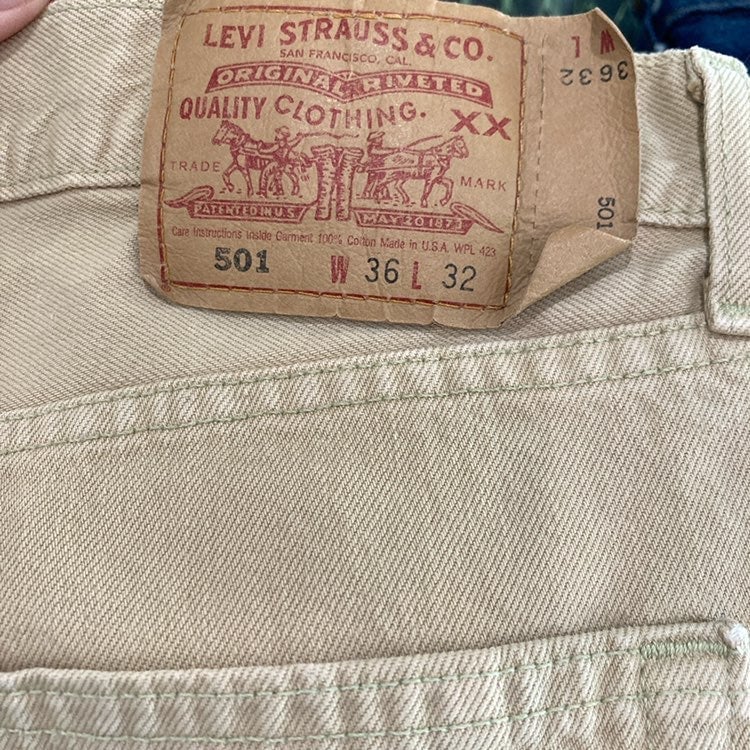 LEVI STRAUSS & CO.
SAN FRANCISCO, CAL.
ORIGINAL RIVETED
QUALITY CLOTHING.
XX
TRADE MARK
PATENTED IN U.S. MAY 20 1873
Care Instructions Inside Garment 100% Cotton Made in U.S.A. WPL 423
501 W 36 L 32
W L
3632
501